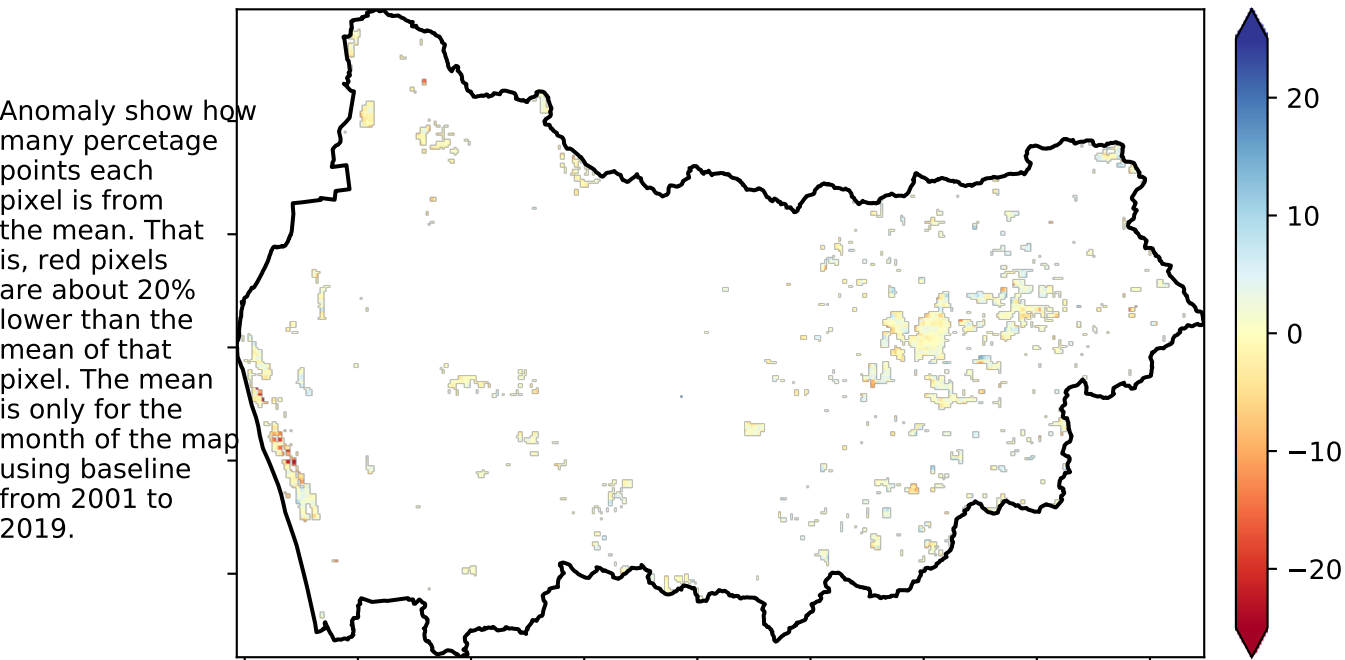 Anomaly show how
many percetage
points each
pixel is from
the mean. That
is, red pixels
are about 20%
lower than the
mean of that
pixel. The mean
is only for the
month of the map
using baseline
from 2001 to
2019.
20
10
0
−10
−20